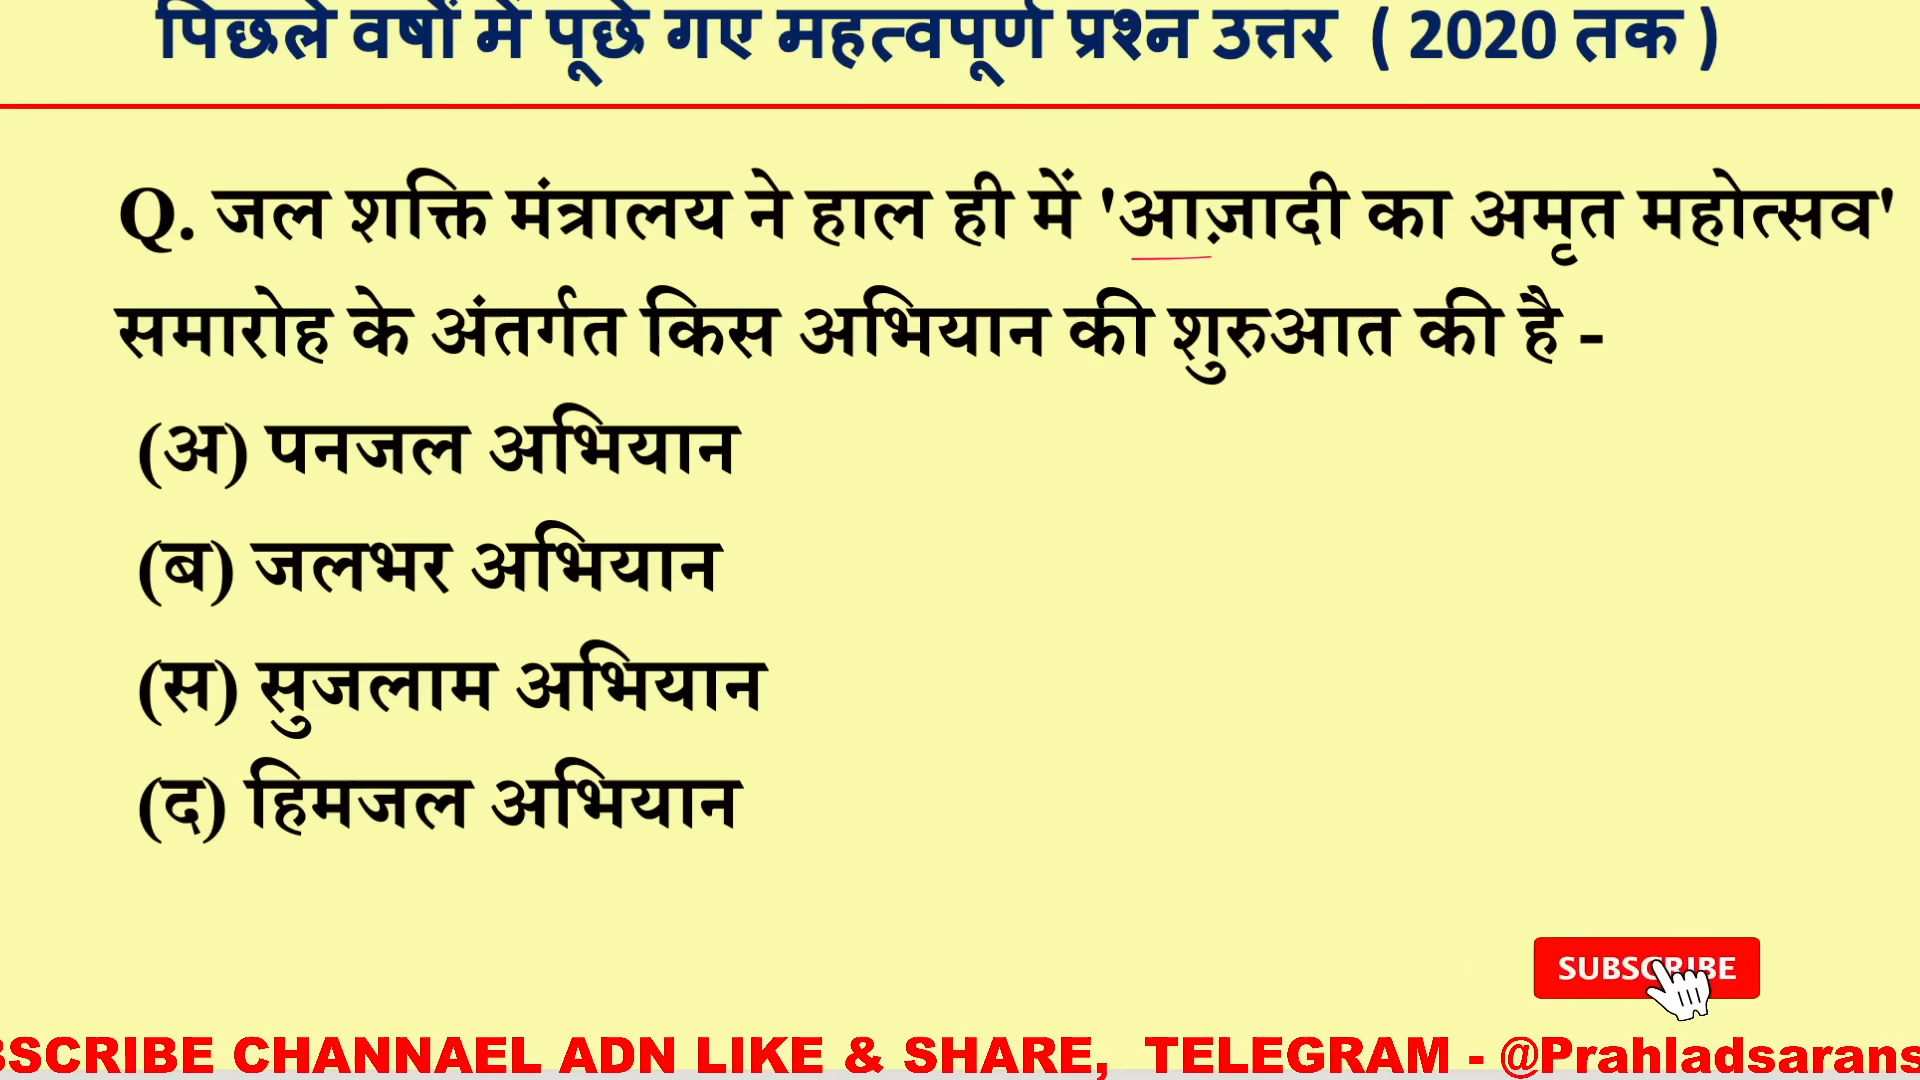 पिछले वर्षों में पूछे गए महत्वपूर्ण प्रश्न उत्तर ( 2020 तक )
Q. जल शक्ति मंत्रालय ने हाल ही में 'आज़ादी का अमृत महोत्सव'
समारोह के अंतर्गत किस अभियान की शुरुआत की है -
(अ) पनजल अभियान
(ब) जलभर अभियान
(स) सुजलाम अभियान
(द) हिमजल अभियान
SUBSCRIBE
BSCRIBE CHANNAEL ADN LIKE & SHARE, TELEGRAM - @Prahladsarans